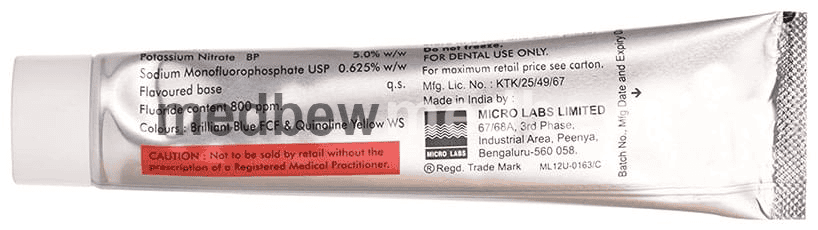 Potassium Nitrate BP 5.0% w/w
Sodium Monofluorophosphate USP 0.625% w/w
Flavoured base q.s.
Fluoride content 800 ppm.
Colours : Brilliant Blue FCF & Quinoline Yellow WS
CAUTION : Not to be sold by retail without the
prescription of a Registered Medical Practitioner.
medbew
Do not freeze.
FOR DENTAL USE ONLY.
For maximum retail price see carton.
Mfg. Lic. No. : KTK/25/49/67
Made in India by :
MICRO LABS LIMITED
67/68A, 3rd Phase,
Industrial Area, Peenya,
Bengaluru-560 058.
MICRO LABS
® Regd. Trade Mark ML12U-0163/C
Batch No., Mfg Date and Expiry